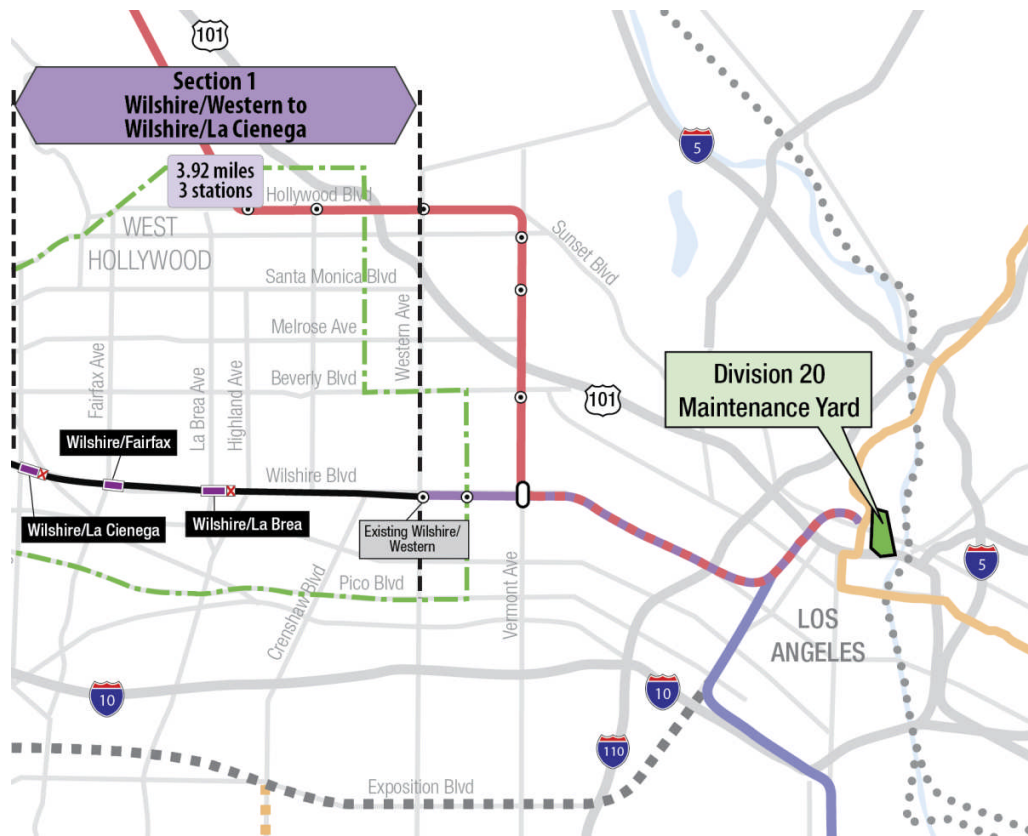 101
Section 1
Wilshire/Western to
Wilshire/La Cienega
5
3.92 miles
3 stations
Hollywood Blvd
WEST
HOLLYWOOD
Sunset Blvd
Santa Monica Blvd
Melrose Ave
Western Ave
Fairfax Ave
La Brea Ave
Highland Ave
Beverly Blvd
101
Division 20
Maintenance Yard
Wilshire/Fairfax
Wilshire Blvd
Wilshire/La Cienega
Wilshire/La Brea
Existing Wilshire/
Western
5
Pico Blvd
Crenshaw Blvd
Vermont Ave
LOS
ANGELES
10
10
110
Exposition Blvd